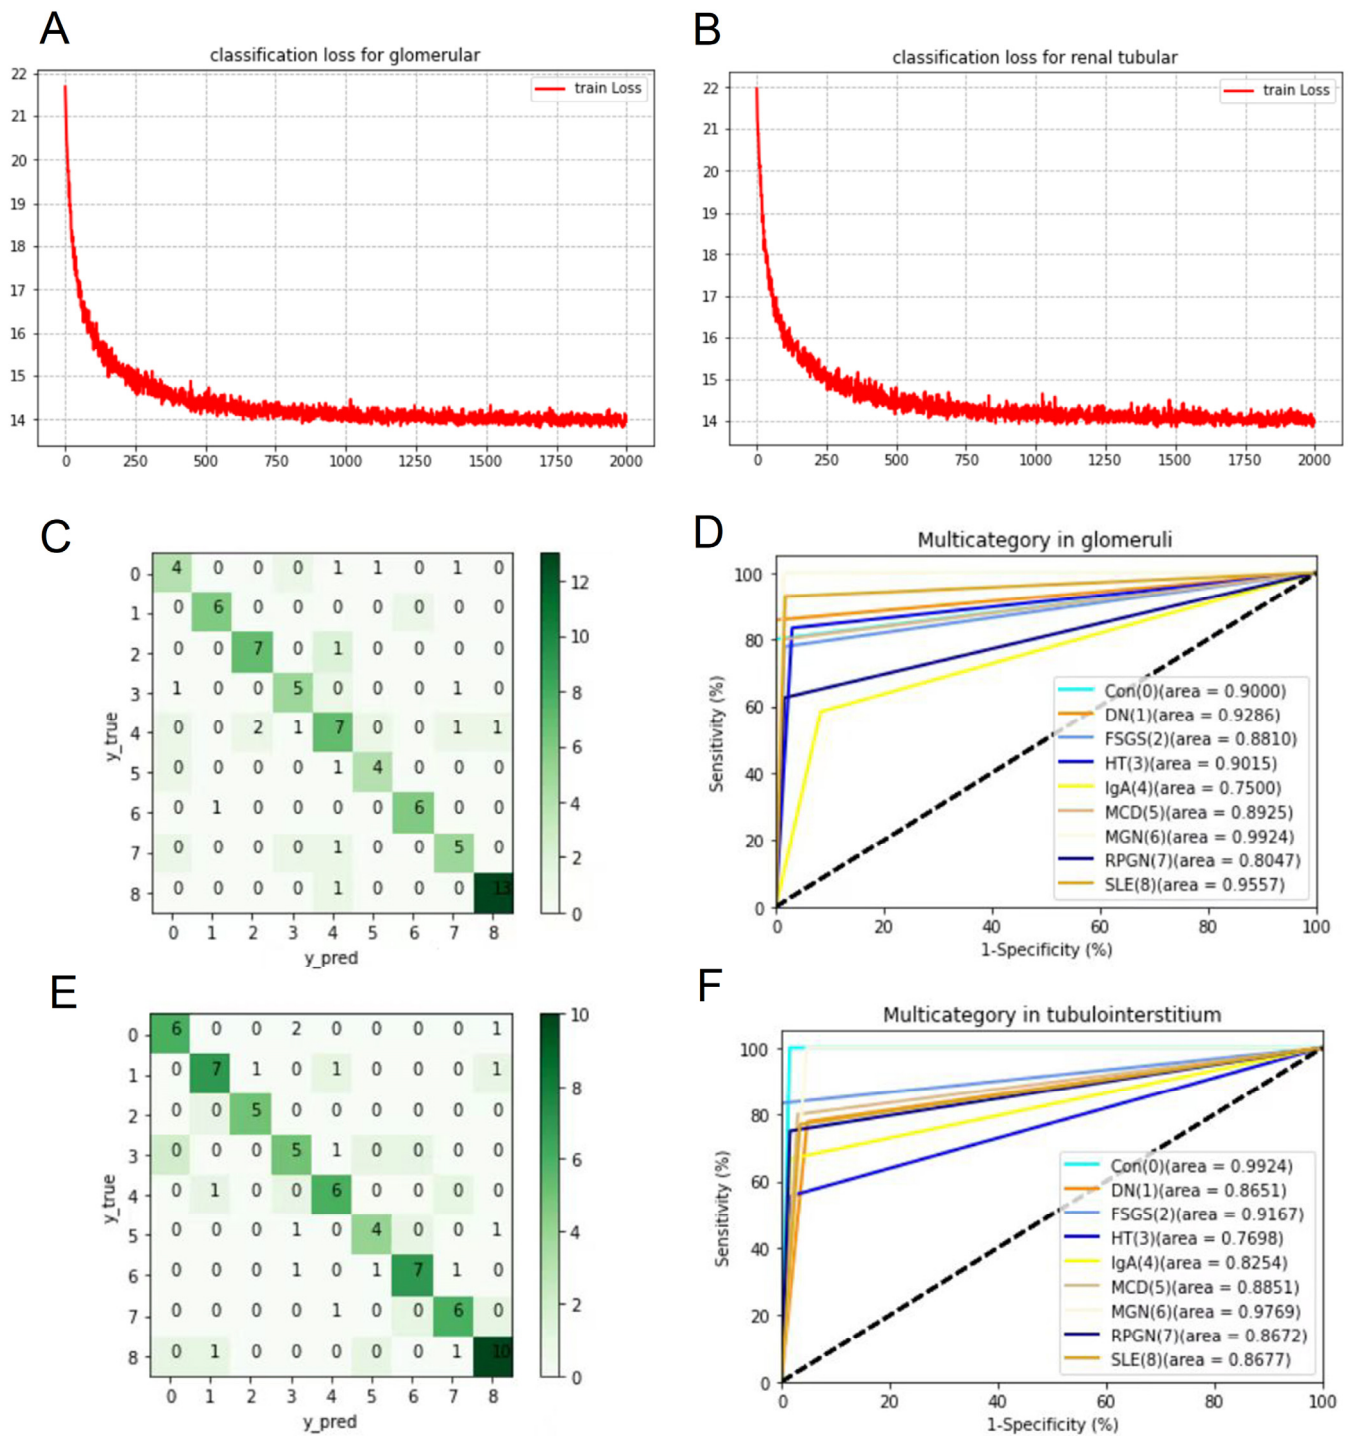 A
classification loss for glomerular
22
21
20
19
18
17
16
15
14
train Loss
0 250 500 750 1000 1250 1500 1750 2000
B
classification loss for renal tubular
22
21
20
19
18
17
16
15
14
train Loss
0 250 500 750 1000 1250 1500 1750 2000
C
y_true
0 4 0 0 0 1 1 0 1 0
1 0 6 0 0 0 0 0 0 0
2 0 0 7 0 1 0 0 0 0
3 1 0 0 5 0 0 0 1 0
4 0 0 2 1 7 0 0 1 1
5 0 0 0 0 1 4 0 0 0
6 0 1 0 0 0 0 6 0 0
7 0 0 0 0 1 0 0 5 0
8 0 0 0 0 1 0 0 0 13
0 1 2 3 4 5 6 7 8
y_pred
12
10
8
6
4
2
0
D
Multicategory in glomeruli
Sensitivity (%)
100
80
60
40
20
0
Con(0)(area = 0.9000)
DN(1)(area = 0.9286)
FSGS(2)(area = 0.8810)
HT(3)(area = 0.9015)
IgA(4)(area = 0.7500)
MCD(5)(area = 0.8925)
MGN(6)(area = 0.9924)
RPGN(7)(area = 0.8047)
SLE(8)(area = 0.9557)
0 20 40 60 80 100
1-Specificity (%)
E
y_true
0 6 0 0 2 0 0 0 0 1
1 0 7 1 0 1 0 0 0 1
2 0 0 5 0 0 0 0 0 0
3 0 0 0 5 1 0 0 0 0
4 0 1 0 0 6 0 0 0 0
5 0 0 0 1 0 4 0 0 1
6 0 0 0 1 0 1 7 1 0
7 0 0 0 0 1 0 0 6 0
8 0 1 0 0 0 0 0 1 10
0 1 2 3 4 5 6 7 8
y_pred
10
8
6
4
2
0
F
Multicategory in tubulointerstitium
Sensitivity (%)
100
80
60
40
20
0
Con(0)(area = 0.9924)
DN(1)(area = 0.8651)
FSGS(2)(area = 0.9167)
HT(3)(area = 0.7698)
IgA(4)(area = 0.8254)
MCD(5)(area = 0.8851)
MGN(6)(area = 0.9769)
RPGN(7)(area = 0.8672)
SLE(8)(area = 0.8677)
0 20 40 60 80 100
1-Specificity (%)